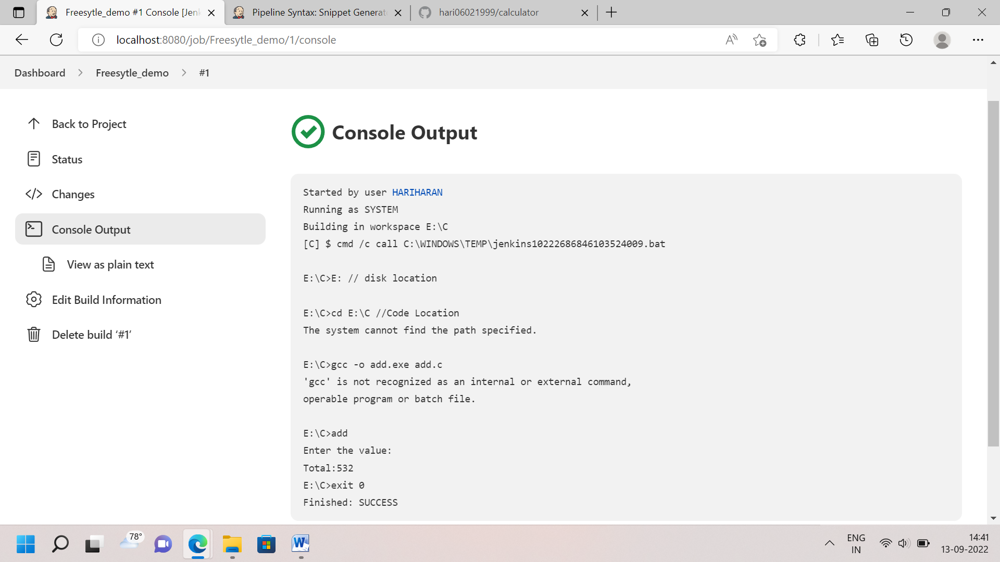 Freesytle_demo #1 Console [Jen
Pipeline Syntax: Snippet Generat
hari06021999/calculator
localhost:8080/job/Freesytle_demo/1/console
Dashboard > Freesytle_demo > #1
Back to Project
Status
Changes
Console Output
View as plain text
Edit Build Information
Delete build ‘#1’
Console Output
Started by user HARIHARAN
Running as SYSTEM
Building in workspace E:\C
[C] $ cmd /c call C:\WINDOWS\TEMP\jenkins10222686846103524009.bat
E:\C>E: // disk location
E:\C>cd E:\C //Code Location
The system cannot find the path specified.
E:\C>gcc -o add.exe add.c
'gcc' is not recognized as an internal or external command,
operable program or batch file.
E:\C>add
Enter the value:
Total:532
E:\C>exit 0
Finished: SUCCESS
78°
ENG
IN
14:41
13-09-2022